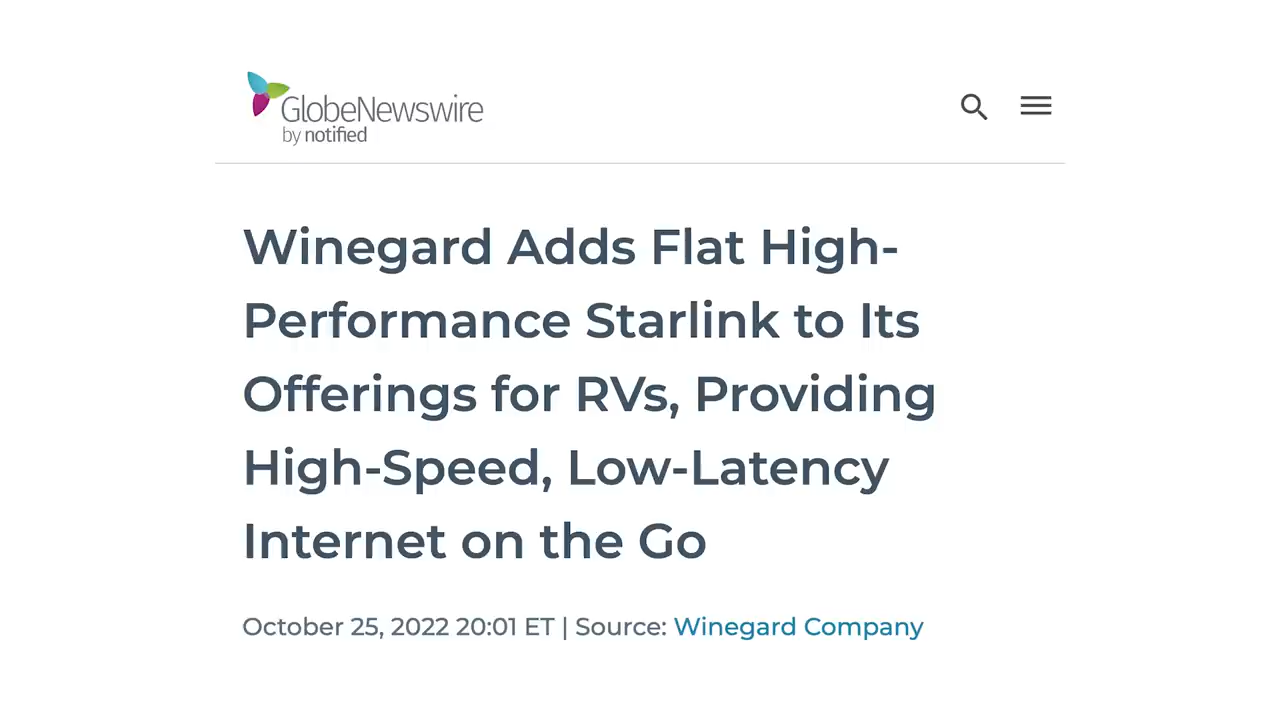 GlobeNewswire
by notified
Winegard Adds Flat High-
Performance Starlink to Its
Offerings for RVs, Providing
High-Speed, Low-Latency
Internet on the Go
October 25, 2022 20:01 ET | Source: Winegard Company